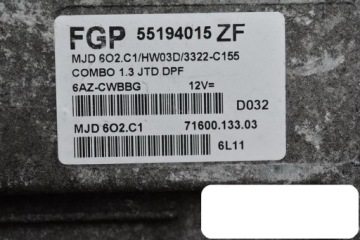 FGP 55194015 ZF
MJD 6O2.C1/HW03D/3322-C155
COMBO 1.3 JTD DPF
6AZ-CWBBG 12V=
D032
MJD 6O2.C1 71600.133.03
6L11